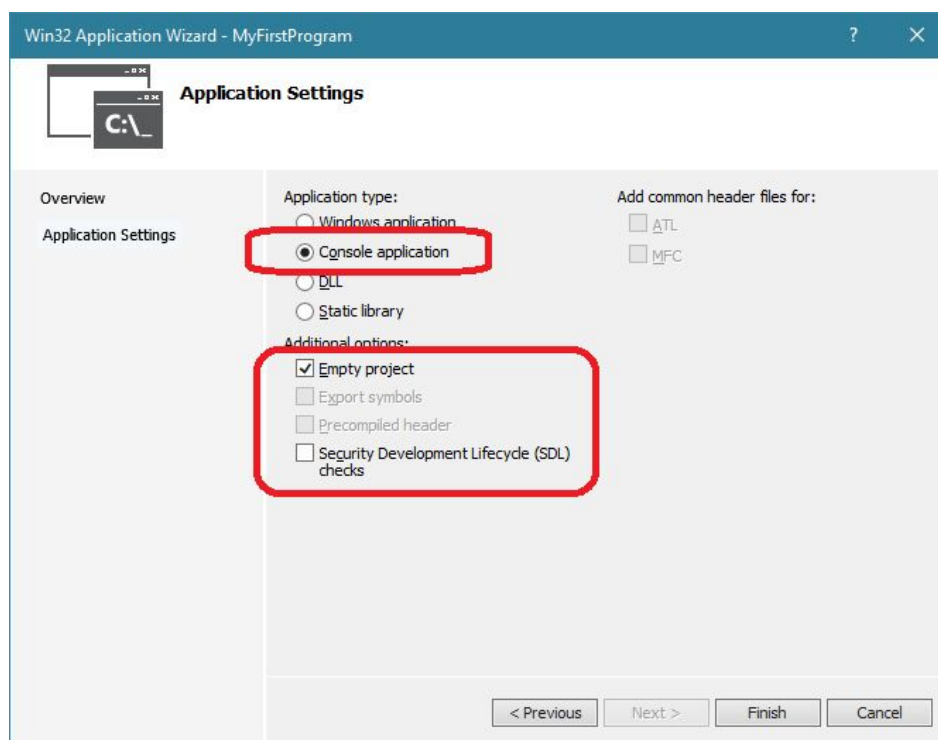 Win32 Application Wizard - MyFirstProgram
?
C:\_
Application Settings
Overview
Application Settings
Application type:
Windows application
Console application
DLL
Static library
Additional options:
Empty project
Export symbols
Precompiled header
Security Development Lifecycle (SDL)
checks
Add common header files for:
ATL
MFC
< Previous
Next >
Finish
Cancel